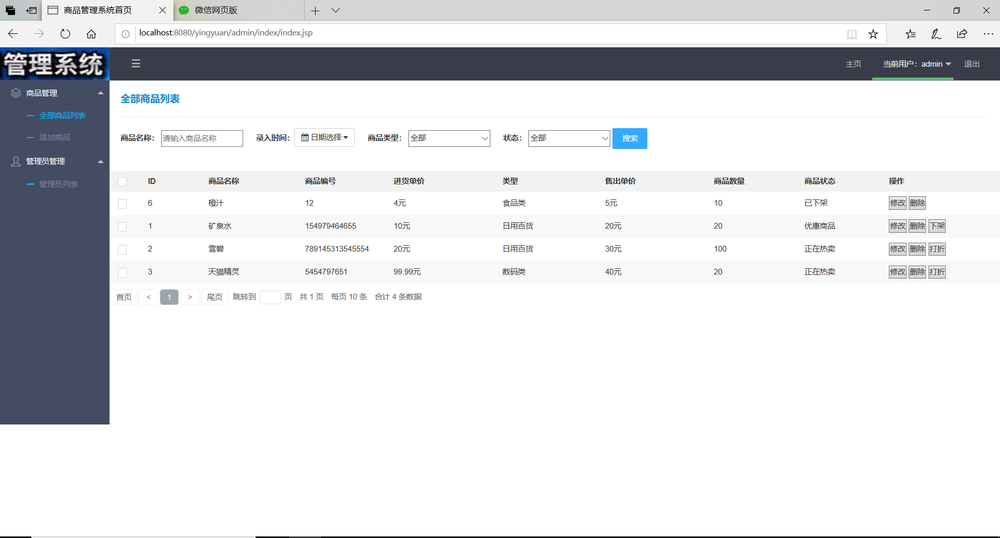 商品管理系统首页
微信网页版
localhost:8080/yingyuan/admin/index/index.jsp
管理系统
主页 当前用户：admin 退出
商品管理
全部商品列表
添加商品
管理员管理
管理员列表
全部商品列表
商品名称： 请输入商品名称 录入时间： 日期选择 商品类型： 全部 状态： 全部 搜索
ID 商品名称 商品编号 进货单价 类型 售出单价 商品数量 商品状态 操作
6 橙汁 12 4元 食品类 5元 10 已下架 修改 删除
1 矿泉水 154979464655 10元 日用百货 20元 20 优惠商品 修改 删除 下架
2 雪碧 789145313545554 20元 日用百货 30元 100 正在热卖 修改 删除 打折
3 天猫精灵 5454797651 99.99元 数码类 40元 20 正在热卖 修改 删除 打折
首页 < 1 > 尾页 跳转到 页 共 1 页 每页 10 条 合计 4 条数据